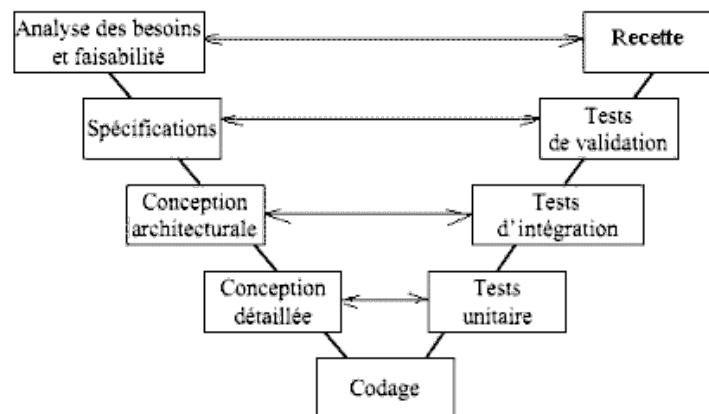 Analyse des besoins
et faisabilité
Recette
Spécifications
Tests
de validation
Conception
architecturale
Tests
d'intégration
Conception
détaillée
Tests
unitaire
Codage